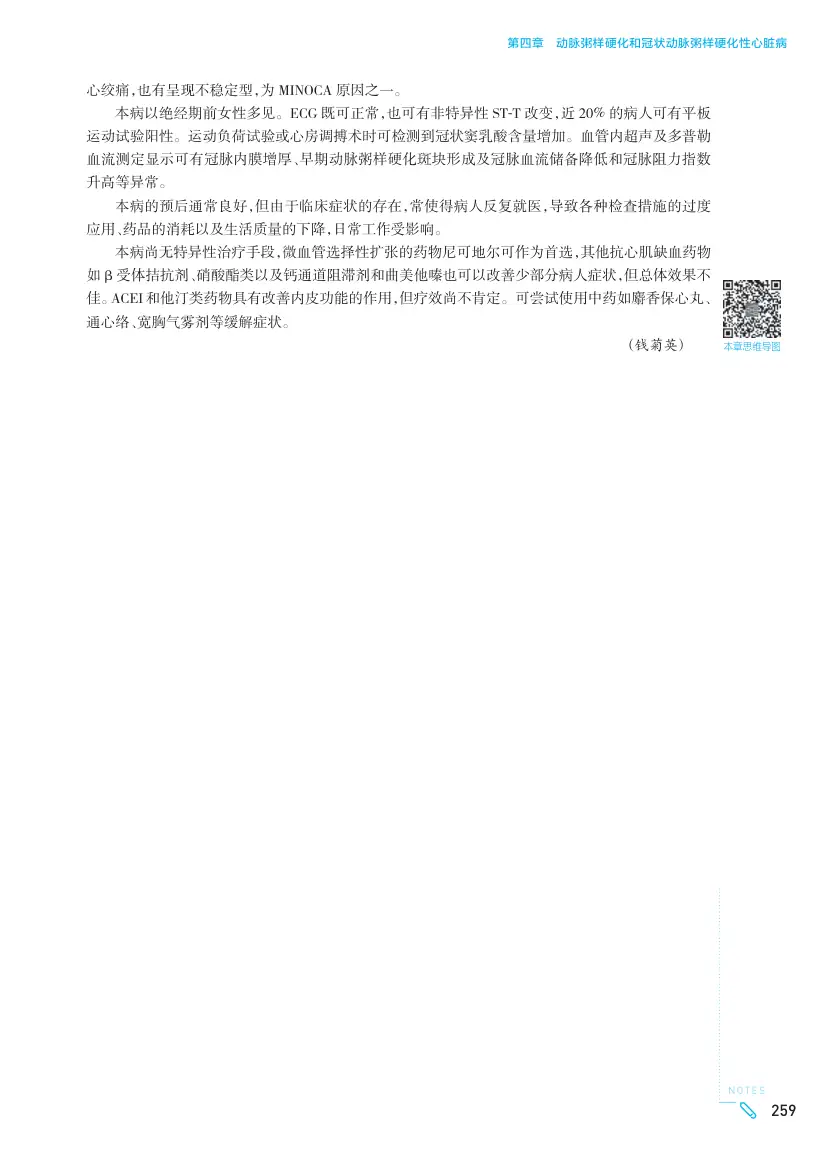 第四章 动脉粥样硬化和冠状动脉粥样硬化性心脏病
心绞痛,也有呈现不稳定型,为 MINOCA 原因之一。
本病以绝经期前女性多见。ECG 既可正常,也可有非特异性 ST-T 改变,近 20% 的病人可有平板
运动试验阳性。运动负荷试验或心房调搏术时可检测到冠状窦乳酸含量增加。血管内超声及多普勒
血流测定显示可有冠脉内膜增厚、早期动脉粥样硬化斑块形成及冠脉血流储备降低和冠脉阻力指数
升高等异常。
本病的预后通常良好,但由于临床症状的存在,常使得病人反复就医,导致各种检查措施的过度
应用、药品的消耗以及生活质量的下降,日常工作受影响。
本病尚无特异性治疗手段,微血管选择性扩张的药物尼可地尔可作为首选,其他抗心肌缺血药物
如 β 受体拮抗剂、硝酸酯类以及钙通道阻滞剂和曲美他嗪也可以改善少部分病人症状,但总体效果不
佳。ACEI 和他汀类药物具有改善内皮功能的作用,但疗效尚不肯定。可尝试使用中药如麝香保心丸、
通心络、宽胸气雾剂等缓解症状。
(钱菊英)
本章思维导图
NOTES
259